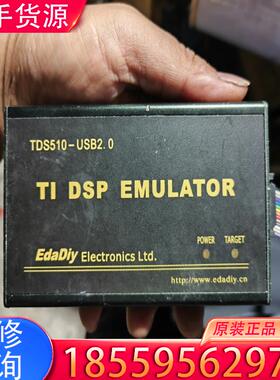 手货源
TDS510-USB2.0
TI DSP EMULATOR
EdaDiy Electronics Ltd.
POWER TARGET
http://www.edadiy.cn
修
原装正品
询
18559562971